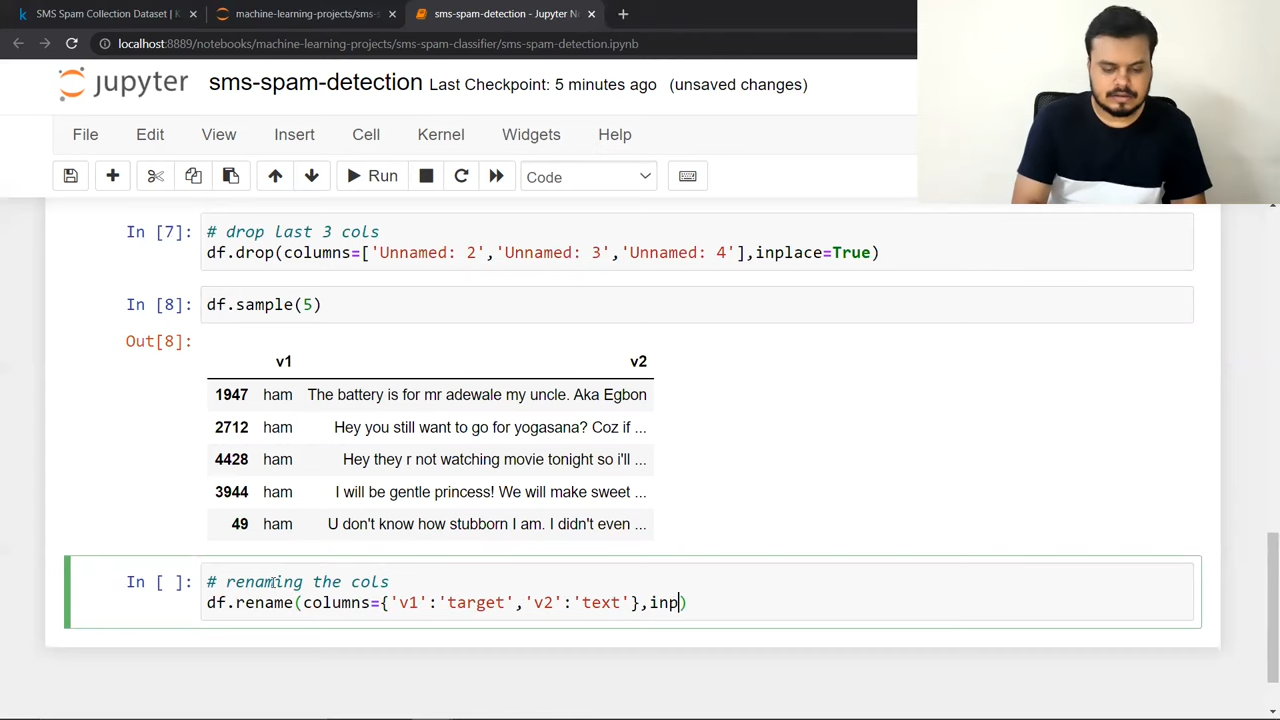 SMS Spam Collection Dataset | K
machine-learning-projects/sms-s
sms-spam-detection - Jupyter N
localhost:8889/notebooks/machine-learning-projects/sms-spam-classifier/sms-spam-detection.ipynb
jupyter sms-spam-detection Last Checkpoint: 5 minutes ago (unsaved changes)
File Edit View Insert Cell Kernel Widgets Help
Run Code
In [7]: # drop last 3 cols
df.drop(columns=['Unnamed: 2','Unnamed: 3','Unnamed: 4'],inplace=True)
In [8]: df.sample(5)
Out[8]:
v1 v2
1947 ham The battery is for mr adewale my uncle. Aka Egbon
2712 ham Hey you still want to go for yogasana? Coz if ...
4428 ham Hey they r not watching movie tonight so i'll ...
3944 ham I will be gentle princess! We will make sweet ...
49 ham U don't know how stubborn I am. I didn't even ...
In [ ]: # renaming the cols
df.rename(columns={'v1':'target','v2':'text'},inp)